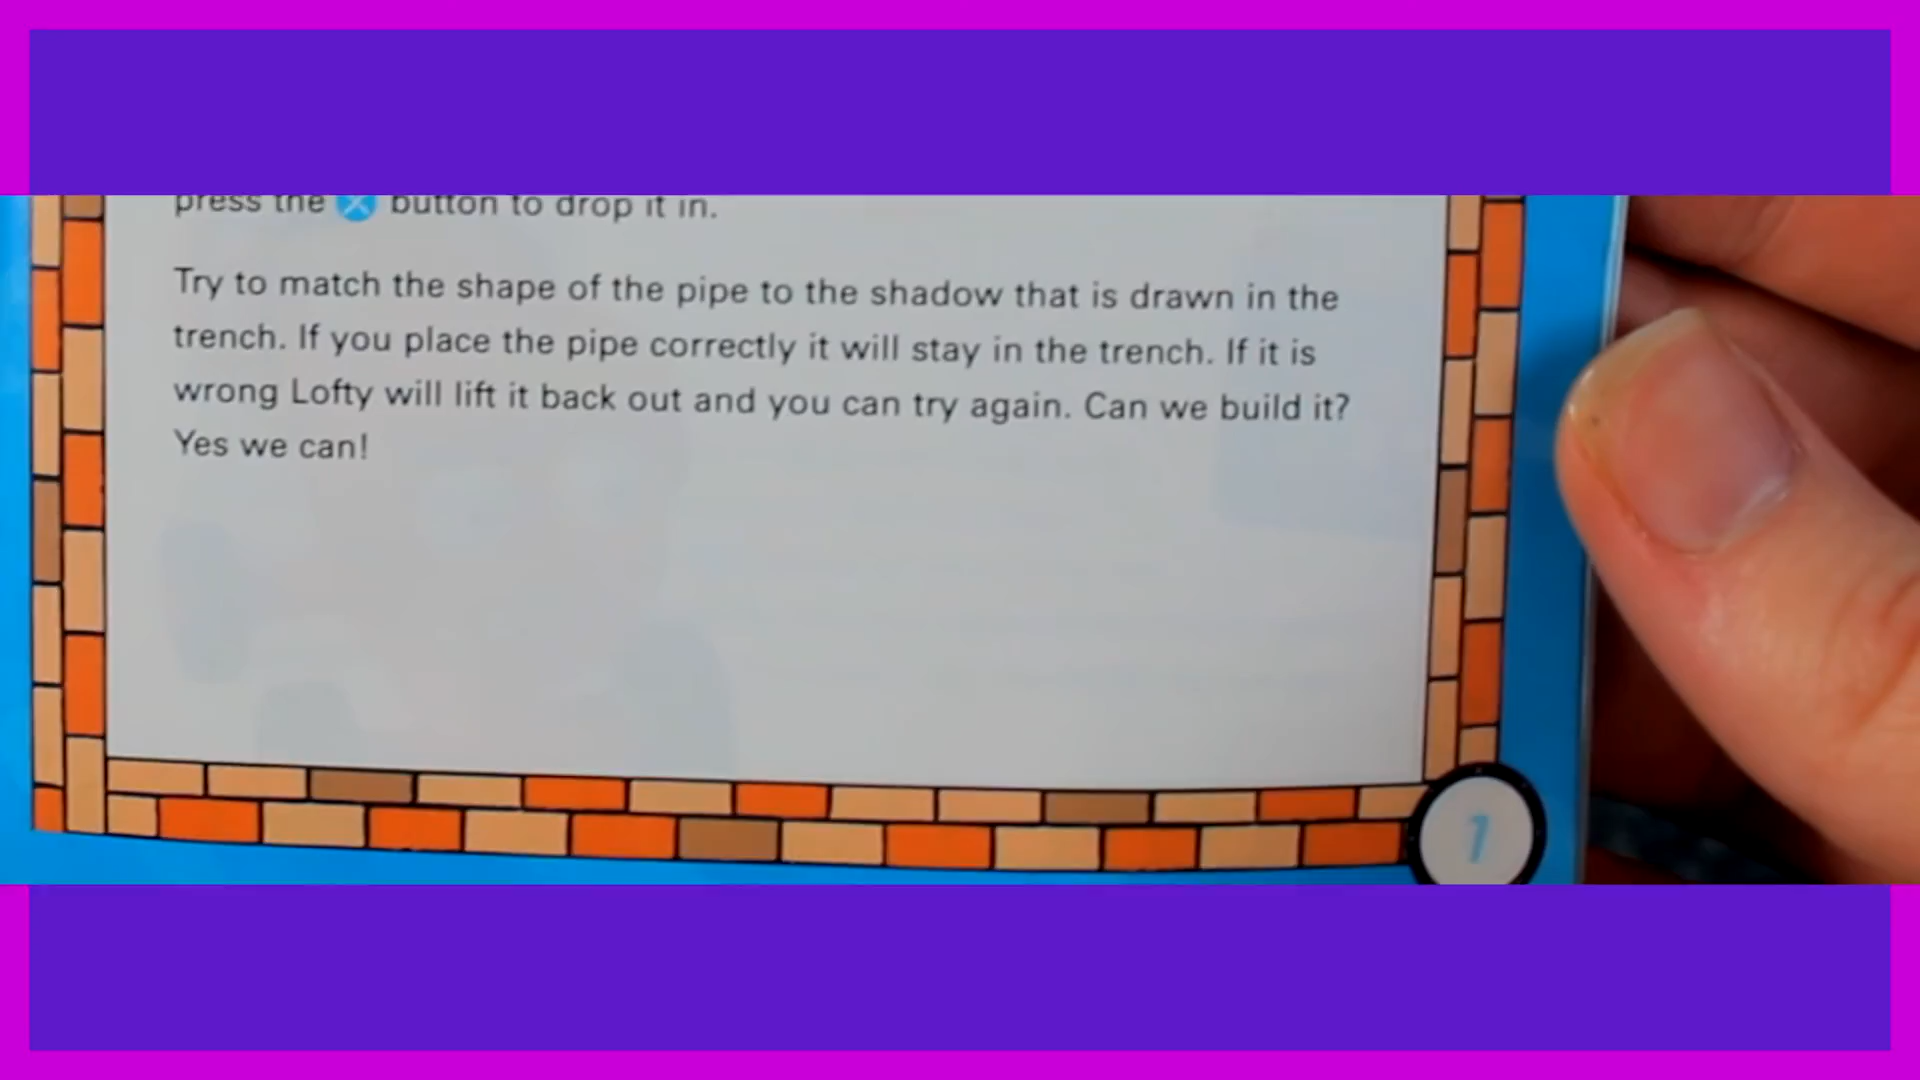 press the ⊗ button to drop it in.
Try to match the shape of the pipe to the shadow that is drawn in the
trench. If you place the pipe correctly it will stay in the trench. If it is
wrong Lofty will lift it back out and you can try again. Can we build it?
Yes we can!
7